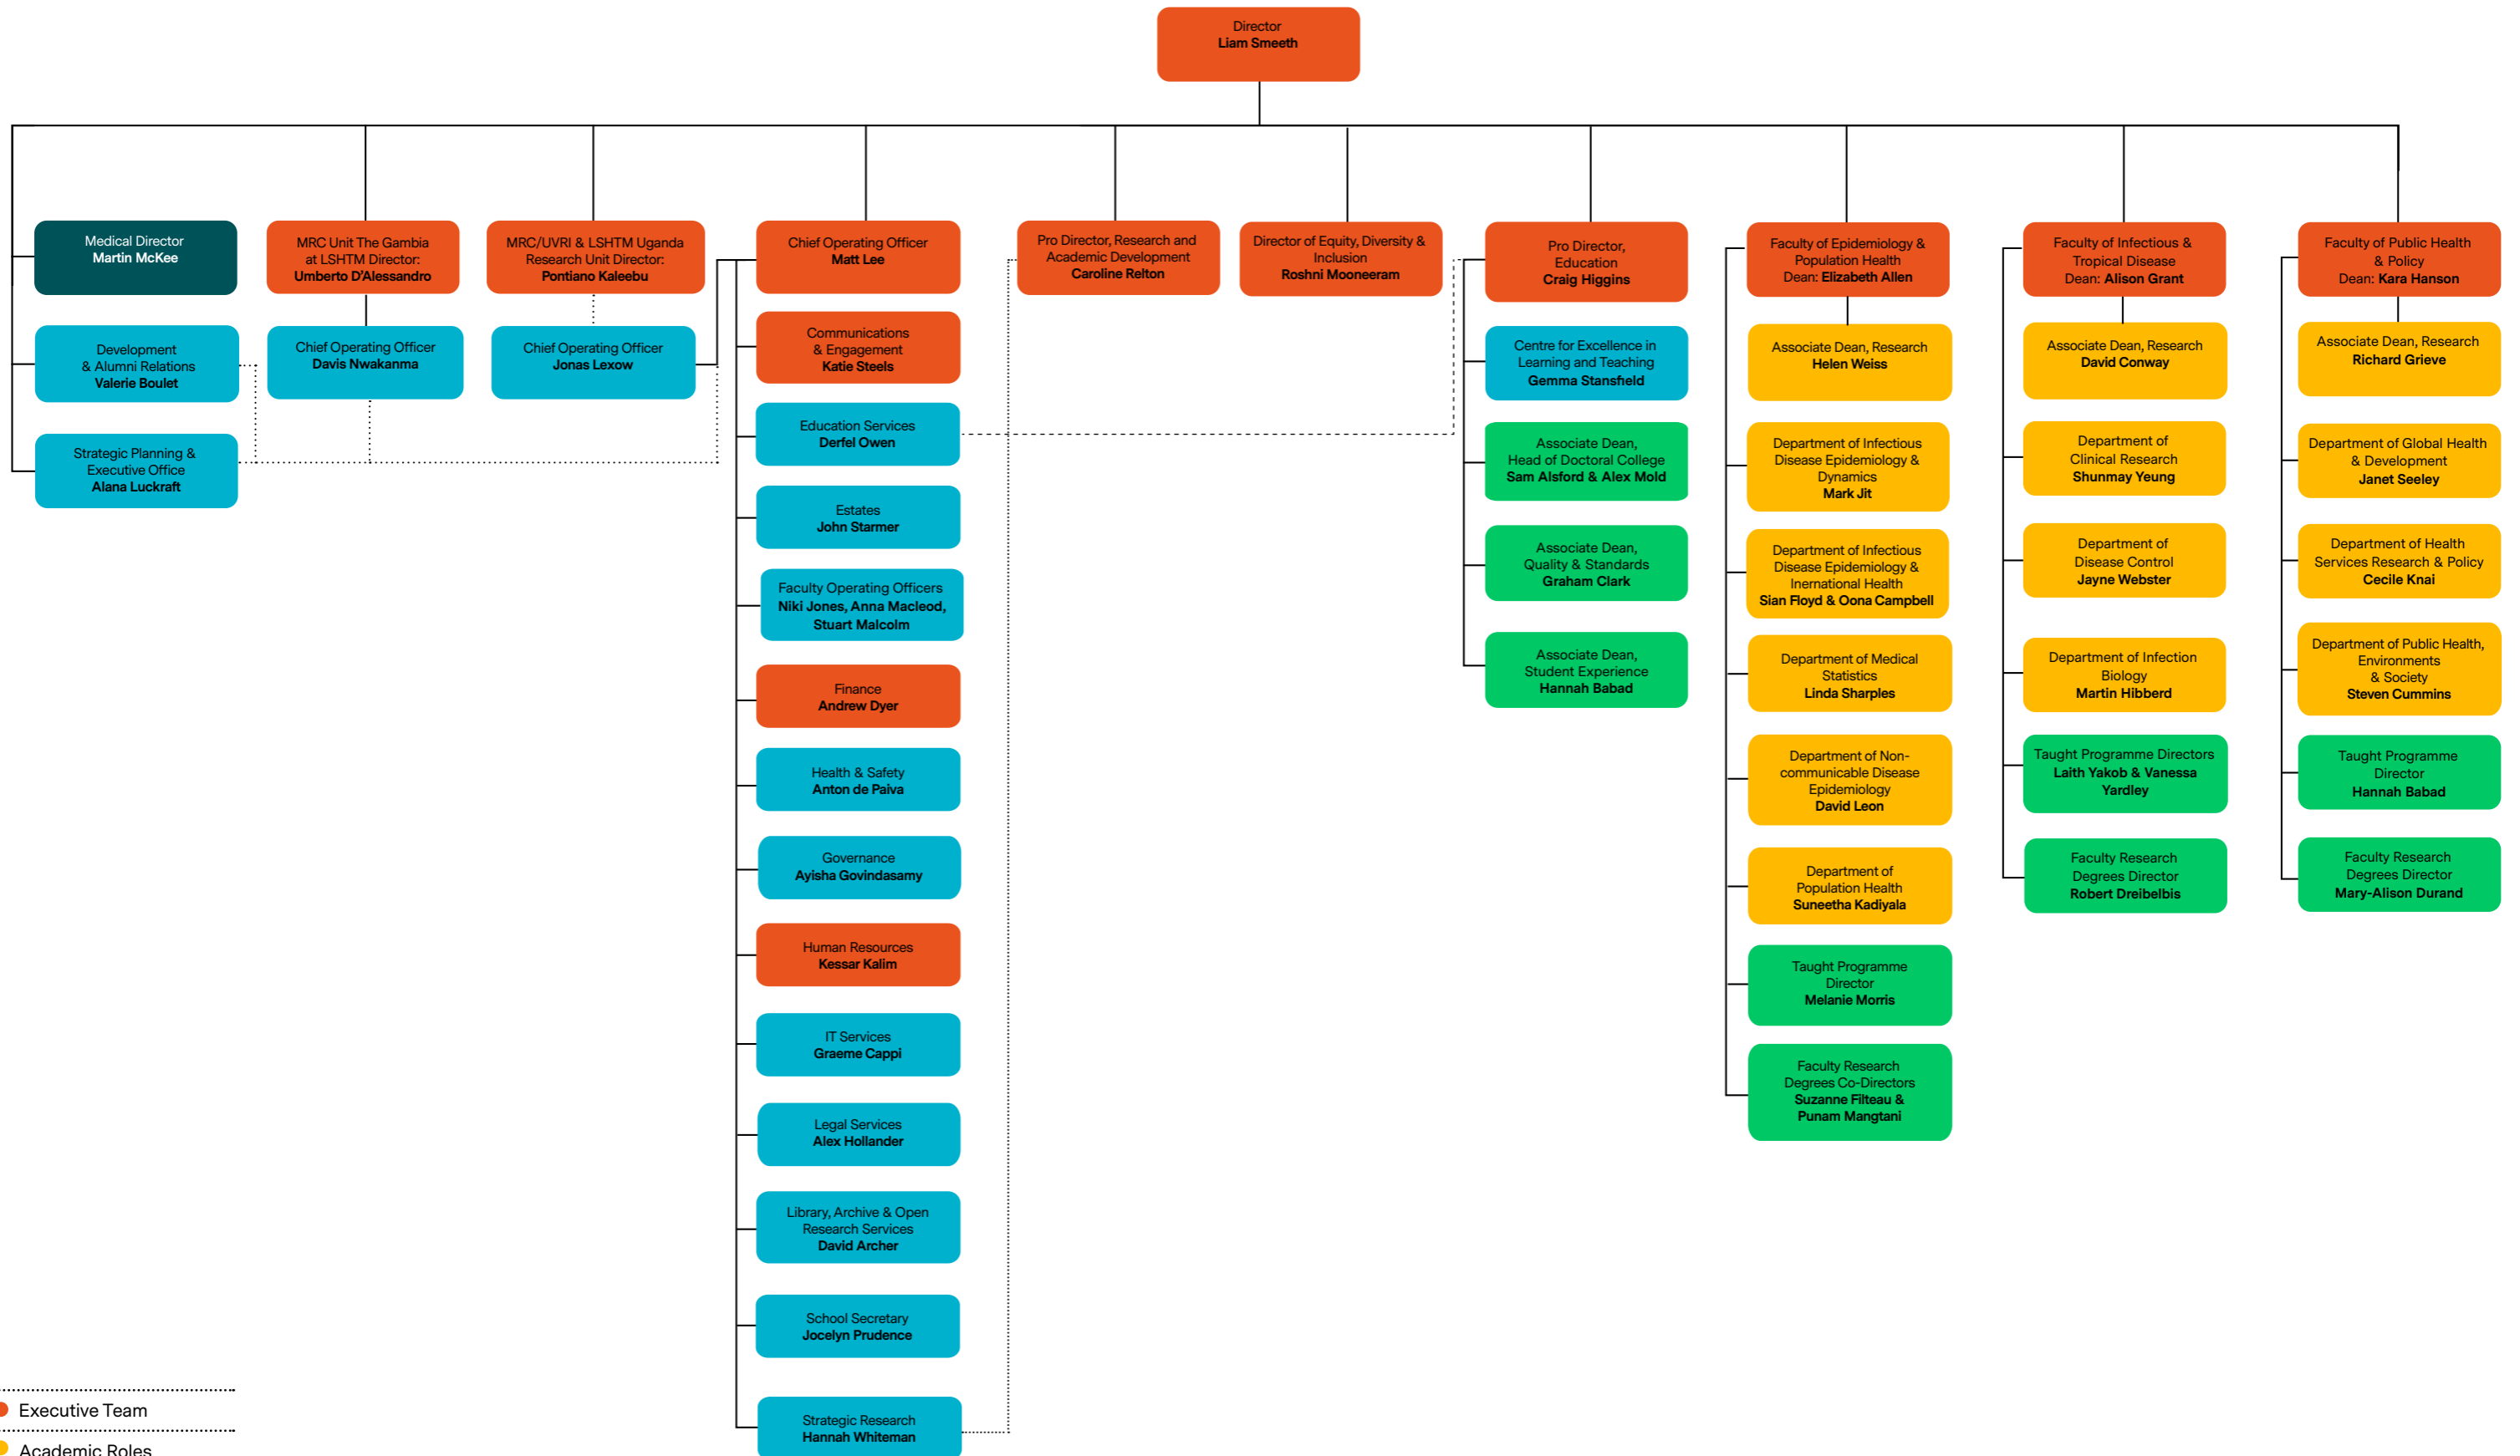 Director
Liam Smeeth
Medical Director
Martin McKee
Development
& Alumni Relations
Valerie Boulet
Strategic Planning &
Executive Office
Alana Luckraft
MRC Unit The Gambia
at LSHTM Director:
Umberto D'Alessandro
Chief Operating Officer
Davis Nwakanma
MRC/UVRI & LSHTM Uganda
Research Unit Director:
Pontiano Kaleebu
Chief Operating Officer
Jonas Lexow
Chief Operating Officer
Matt Lee
Communications
& Engagement
Katie Steels
Education Services
Derfel Owen
Estates
John Starmer
Faculty Operating Officers
Niki Jones, Anna Macleod,
Stuart Malcolm
Finance
Andrew Dyer
Health & Safety
Anton de Paiva
Governance
Ayisha Govindasamy
Human Resources
Kessar Kalim
IT Services
Graeme Cappi
Legal Services
Alex Hollander
Library, Archive & Open
Research Services
David Archer
School Secretary
Jocelyn Prudence
Strategic Research
Hannah Whiteman
Pro Director, Research and
Academic Development
Caroline Relton
Director of Equity, Diversity &
Inclusion
Roshni Mooneeram
Pro Director,
Education
Craig Higgins
Centre for Excellence in
Learning and Teaching
Gemma Stansfield
Associate Dean,
Head of Doctoral College
Sam Alsford & Alex Mold
Associate Dean,
Quality & Standards
Graham Clark
Associate Dean,
Student Experience
Hannah Babad
Faculty of Epidemiology &
Population Health
Dean: Elizabeth Allen
Associate Dean, Research
Helen Weiss
Department of Infectious
Disease Epidemiology &
Dynamics
Mark Jit
Department of Infectious
Disease Epidemiology &
Inernational Health
Sian Floyd & Oona Campbell
Department of Medical
Statistics
Linda Sharples
Department of Non-
communicable Disease
Epidemiology
David Leon
Department of
Population Health
Suneetha Kadiyala
Taught Programme
Director
Melanie Morris
Faculty Research
Degrees Co-Directors
Suzanne Filteau &
Punam Mangtani
Faculty of Infectious &
Tropical Disease
Dean: Alison Grant
Associate Dean, Research
David Conway
Department of
Clinical Research
Shunmay Yeung
Department of
Disease Control
Jayne Webster
Department of Infection
Biology
Martin Hibberd
Taught Programme Directors
Laith Yakob & Vanessa
Yardley
Faculty Research
Degrees Director
Robert Dreibelbis
Faculty of Public Health
& Policy
Dean: Kara Hanson
Associate Dean, Research
Richard Grieve
Department of Global Health
& Development
Janet Seeley
Department of Health
Services Research & Policy
Cecile Knai
Department of Public Health,
Environments
& Society
Steven Cummins
Taught Programme
Director
Hannah Babad
Faculty Research
Degrees Director
Mary-Alison Durand
Executive Team
Academic Roles